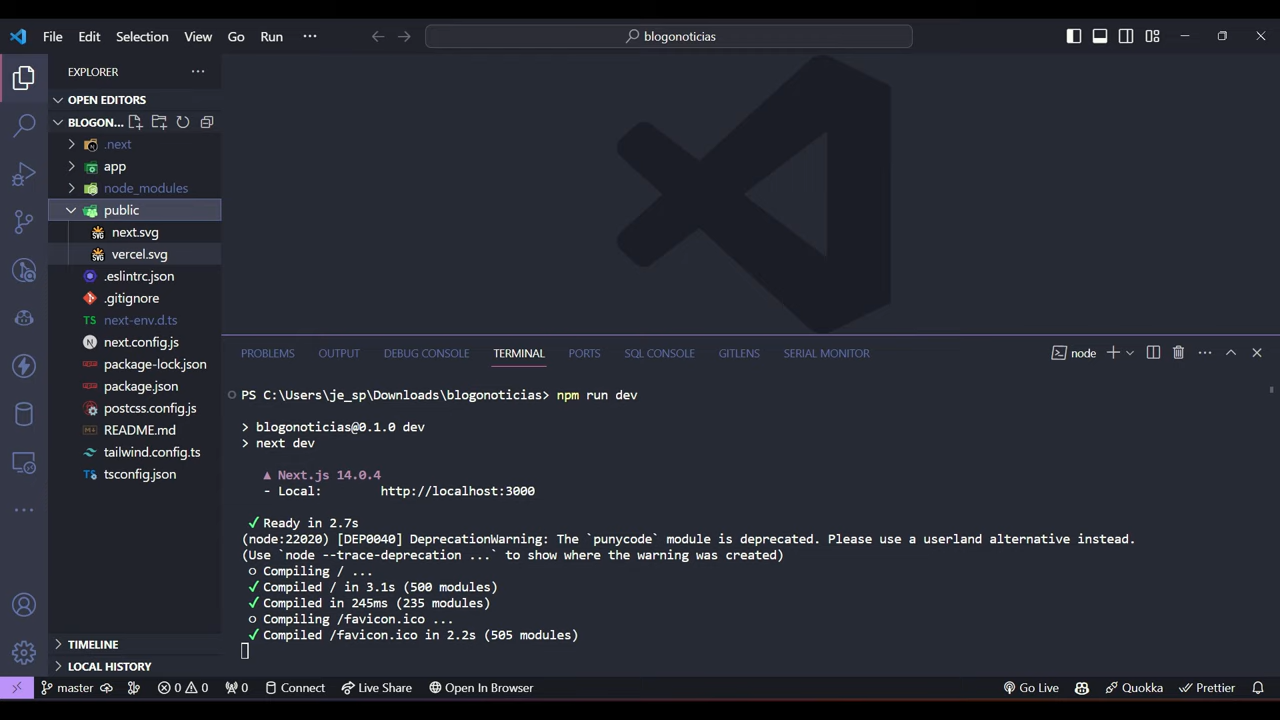 File Edit Selection View Go Run ···
blogonoticias
EXPLORER
OPEN EDITORS
BLOGON...
.next
app
node_modules
public
next.svg
vercel.svg
.eslintrc.json
.gitignore
TS next-env.d.ts
N next.config.js
package-lock.json
package.json
postcss.config.js
README.md
tailwind.config.ts
tsconfig.json
TIMELINE
LOCAL HISTORY
PROBLEMS OUTPUT DEBUG CONSOLE TERMINAL PORTS SQL CONSOLE GITLENS SERIAL MONITOR
node
PS C:\Users\je_sp\Downloads\blogonoticias> npm run dev
> blogonoticias@0.1.0 dev
> next dev
▲ Next.js 14.0.4
- Local: http://localhost:3000
✓ Ready in 2.7s
(node:22020) [DEP0040] DeprecationWarning: The `punycode` module is deprecated. Please use a userland alternative instead.
(Use `node --trace-deprecation ...` to show where the warning was created)
○ Compiling / ...
✓ Compiled / in 3.1s (500 modules)
✓ Compiled in 245ms (235 modules)
○ Compiling /favicon.ico ...
✓ Compiled /favicon.ico in 2.2s (505 modules)
master 0 0 0 Connect Live Share Open In Browser Go Live Quokka Prettier